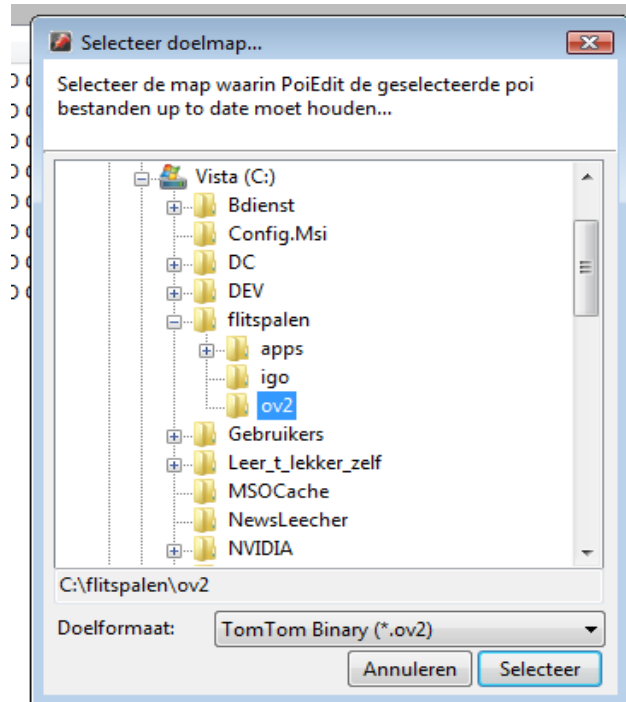 Selecteer doelmap...
Selecteer de map waarin PoiEdit de geselecteerde poi
bestanden up to date moet houden...
Vista (C:)
Bdienst
Config.Msi
DC
DEV
flitspalen
apps
igo
ov2
Gebruikers
Leer_t_lekker_zelf
MSOCache
NewsLeecher
NVIDIA
C:\flitspalen\ov2
Doelformaat: TomTom Binary (*.ov2)
Annuleren Selecteer